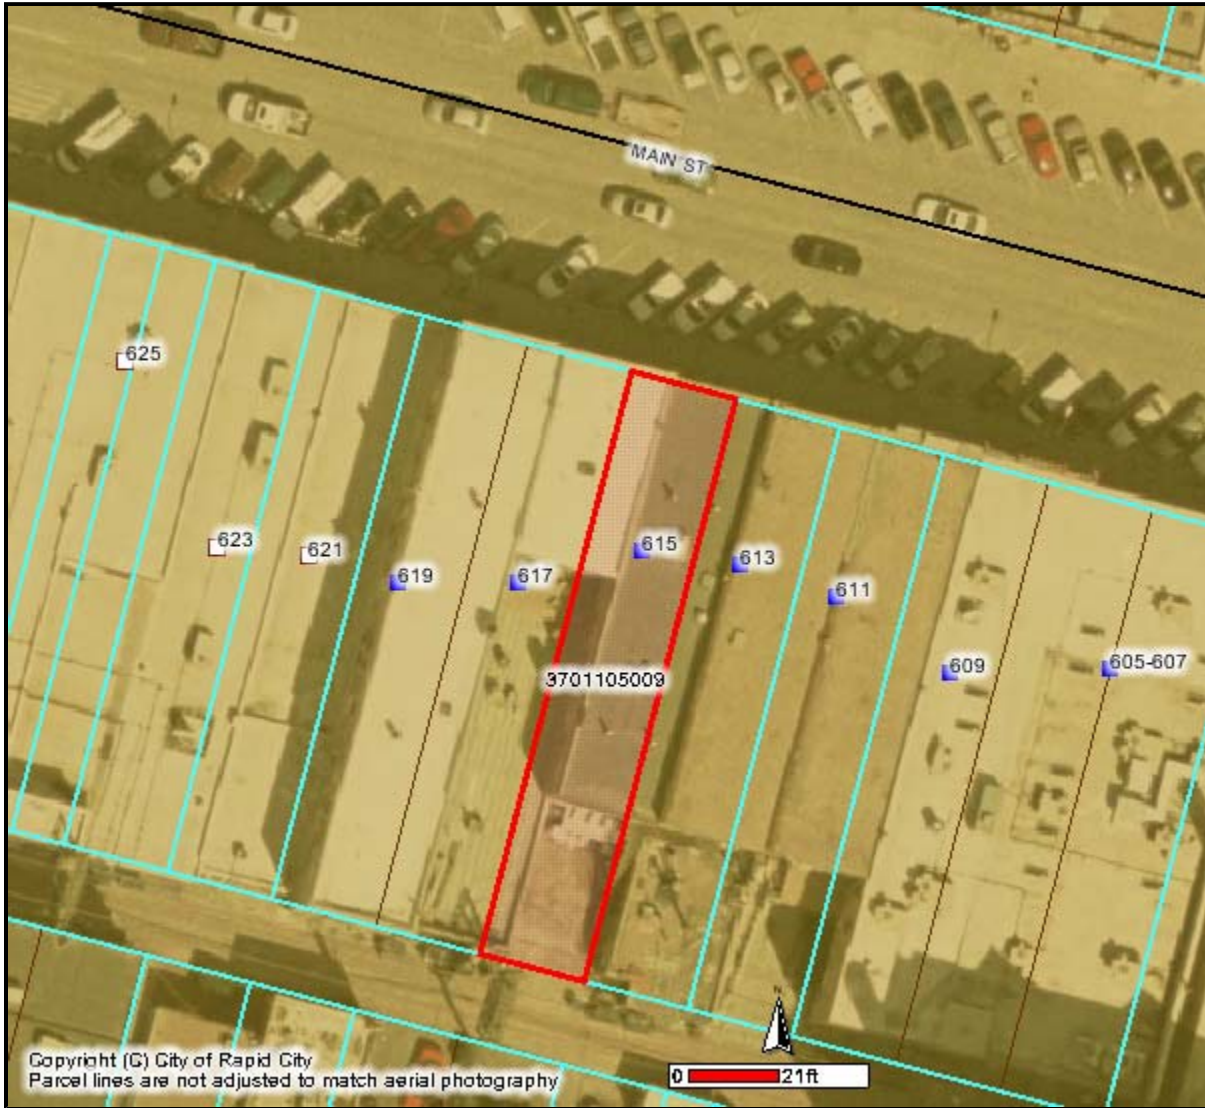 MAIN ST
625
623
621
619
617
615
613
611
609
605-607
3701105009
N
Copyright (C) City of Rapid City
Parcel lines are not adjusted to match aerial photography
0 21ft